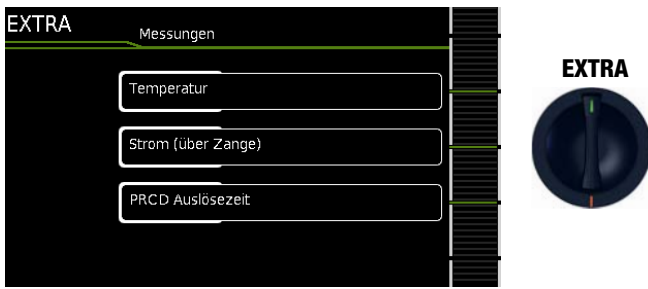 EXTRA
Messungen
EXTRA
Temperatur
Strom (über Zange)
PRCD Auslösezeit